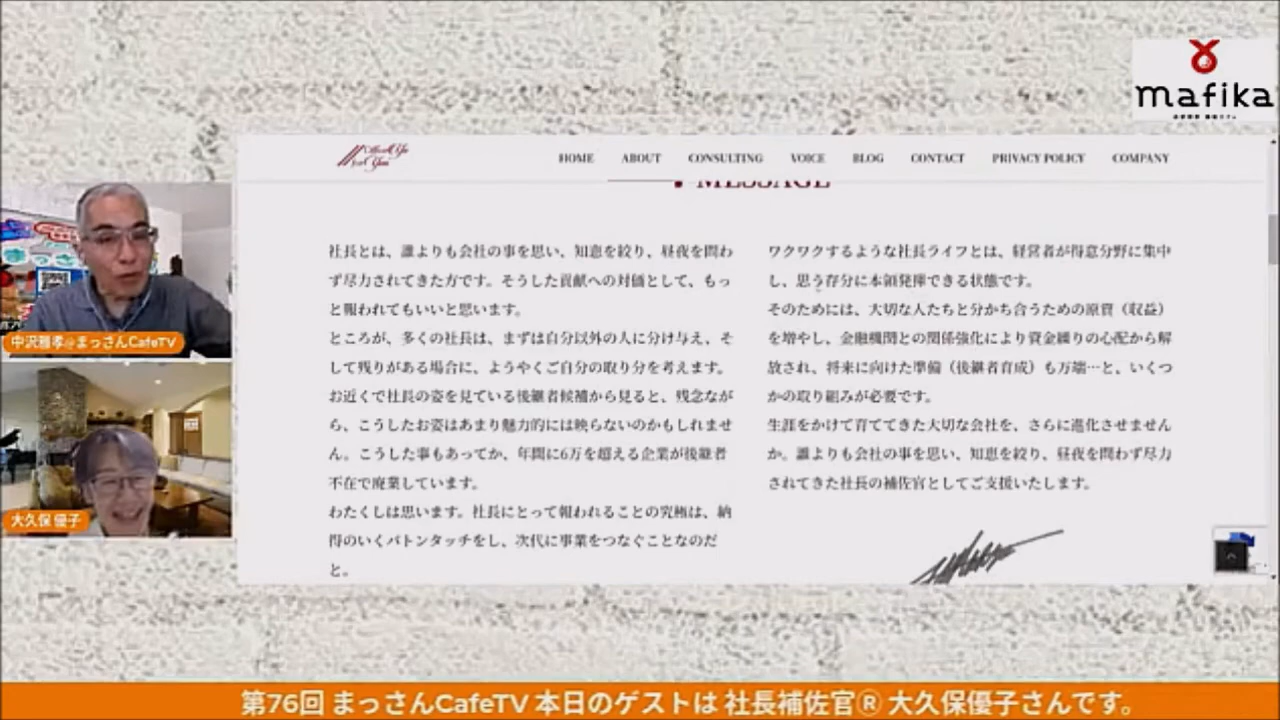 mafika
HOME ABOUT CONSULTING VOICE BLOG CONTACT PRIVACY POLICY COMPANY
MESSAGE
社長とは、誰よりも会社の事を思い、知恵を絞り、昼夜を問わ
ず尽力されてきた方です。そうした貢献への対価として、もっ
と報われてもいいと思います。
ところが、多くの社長は、まずは自分以外の人に分け与え、そ
して残りがある場合に、ようやくご自分の取り分を考えます。
お近くで社長の姿を見ている後継者候補から見ると、残念なが
ら、こうしたお姿はあまり魅力的には映らないのかもしれませ
ん。こうした事もあってか、年間に6万を超える企業が後継者
不在で廃業しています。
わたくしは思います。社長にとって報われることの究極は、納
得のいくバトンタッチをし、次代に事業をつなぐことなのだ
と。
ワクワクするような社長ライフとは、経営者が得意分野に集中
し、思う存分に本領発揮できる状態です。
そのためには、大切な人たちと分かち合うための原資（収益）
を増やし、金融機関との関係強化により資金繰りの心配から解
放され、将来に向けた準備（後継者育成）も万端…と、いくつ
かの取り組みが必要です。
生涯をかけて育ててきた大切な会社を、さらに進化させません
か。誰よりも会社の事を思い、知恵を絞り、昼夜を問わず尽力
されてきた社長の補佐官としてご支援いたします。
中沢雅孝@まっさんCafeTV
大久保 優子
第76回 まっさんCafeTV 本日のゲストは 社長補佐官® 大久保優子さんです。